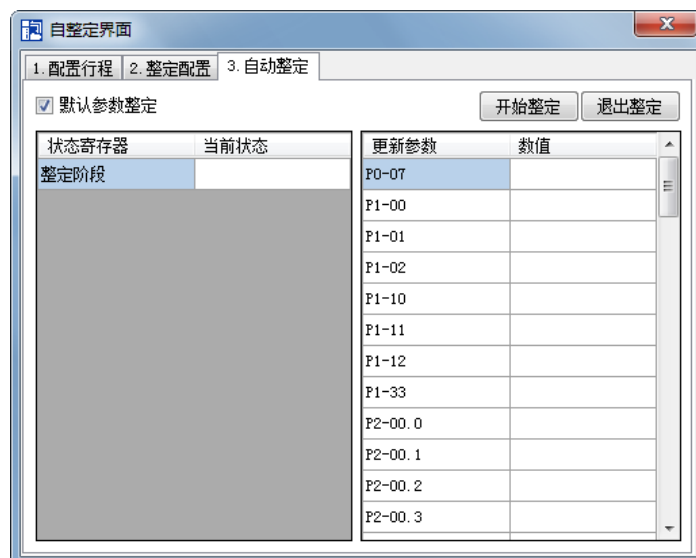 自整定界面
1.配置行程 2.整定配置 3.自动整定
默认参数整定 开始整定 退出整定
状态寄存器 当前状态 更新参数 数值
整定阶段 P0-07
P1-00
P1-01
P1-02
P1-10
P1-11
P1-12
P1-33
P2-00.0
P2-00.1
P2-00.2
P2-00.3